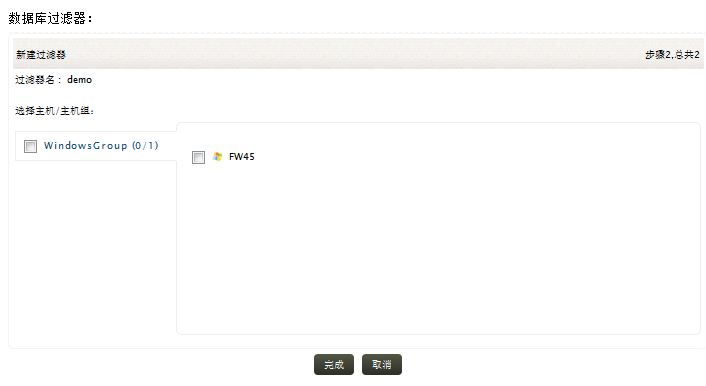 数据库过滤器：
新建过滤器 步骤2,总共2
过滤器名： demo
选择主机/主机组:
WindowsGroup (0/1)
FW45
完成 取消